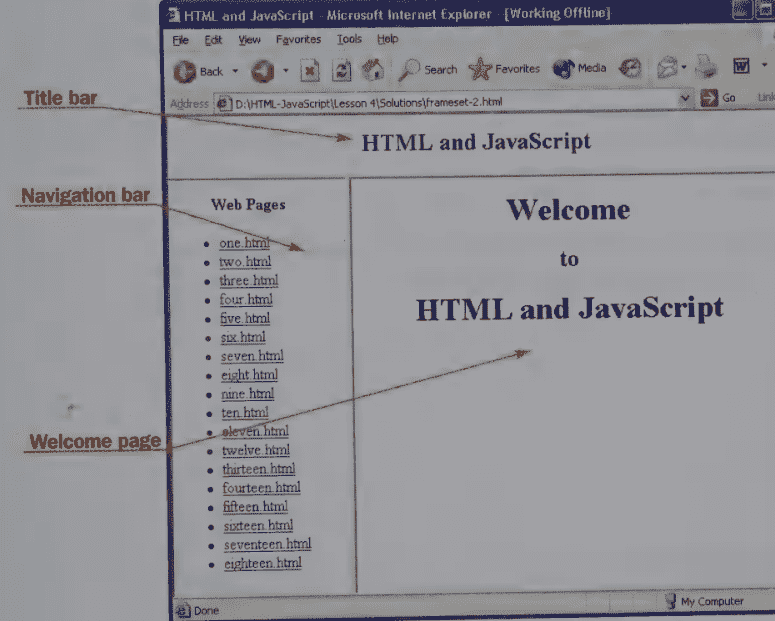 HTML and JavaScript - Microsoft Internet Explorer - [Working Offline]
File Edit View Favorites Tools Help
Back Search Favorites Media
Address D:\HTML-JavaScript\Lesson 4\Solutions\frameset-2.html Go Link
Title bar
HTML and JavaScript
Navigation bar
Web Pages
one.html
two.html
three.html
four.html
five.html
six.html
seven.html
eight.html
nine.html
ten.html
eleven.html
twelve.html
thirteen.html
fourteen.html
fifteen.html
sixteen.html
seventeen.html
eighteen.html
Welcome
to
HTML and JavaScript
Welcome page
Done My Computer